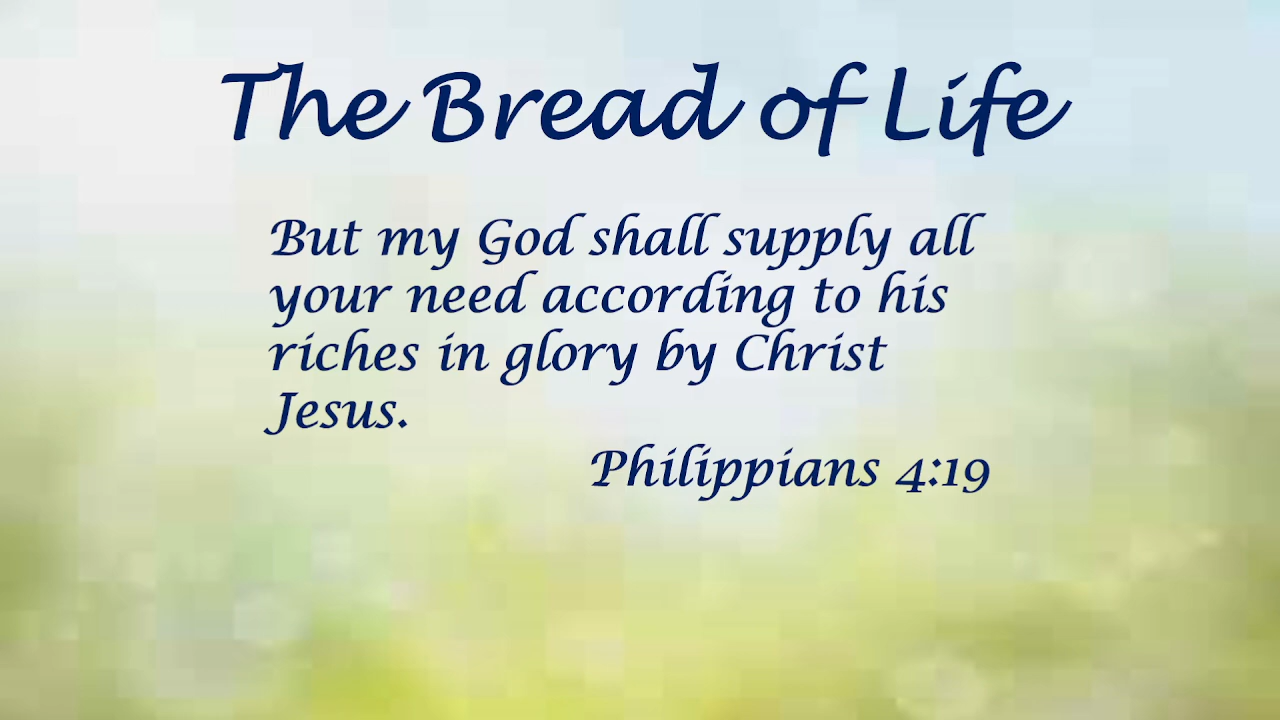 The Bread of Life
But my God shall supply all
your need according to his
riches in glory by Christ
Jesus.
Philippians 4:19